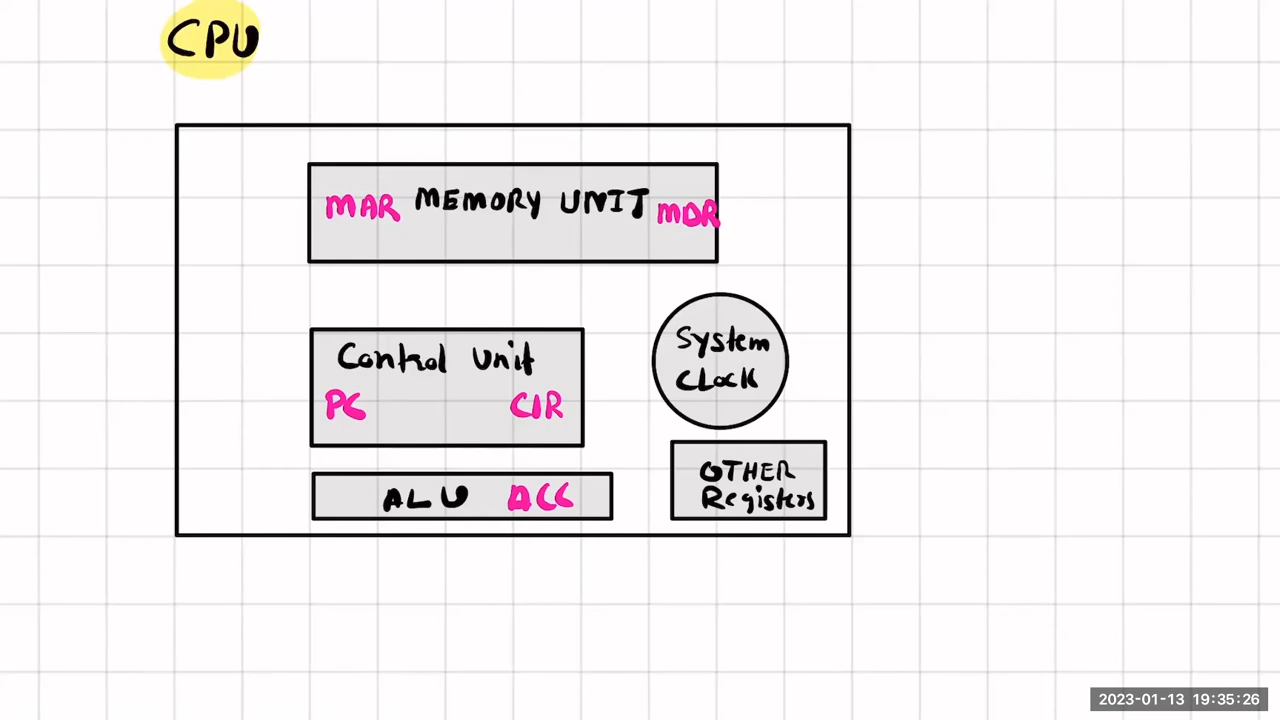 CPU
MAR MEMORY UNIT MDR
Control Unit
PC CIR
System
CLock
ALU ACC
OTHER
Registers
2023-01-13 19:35:26